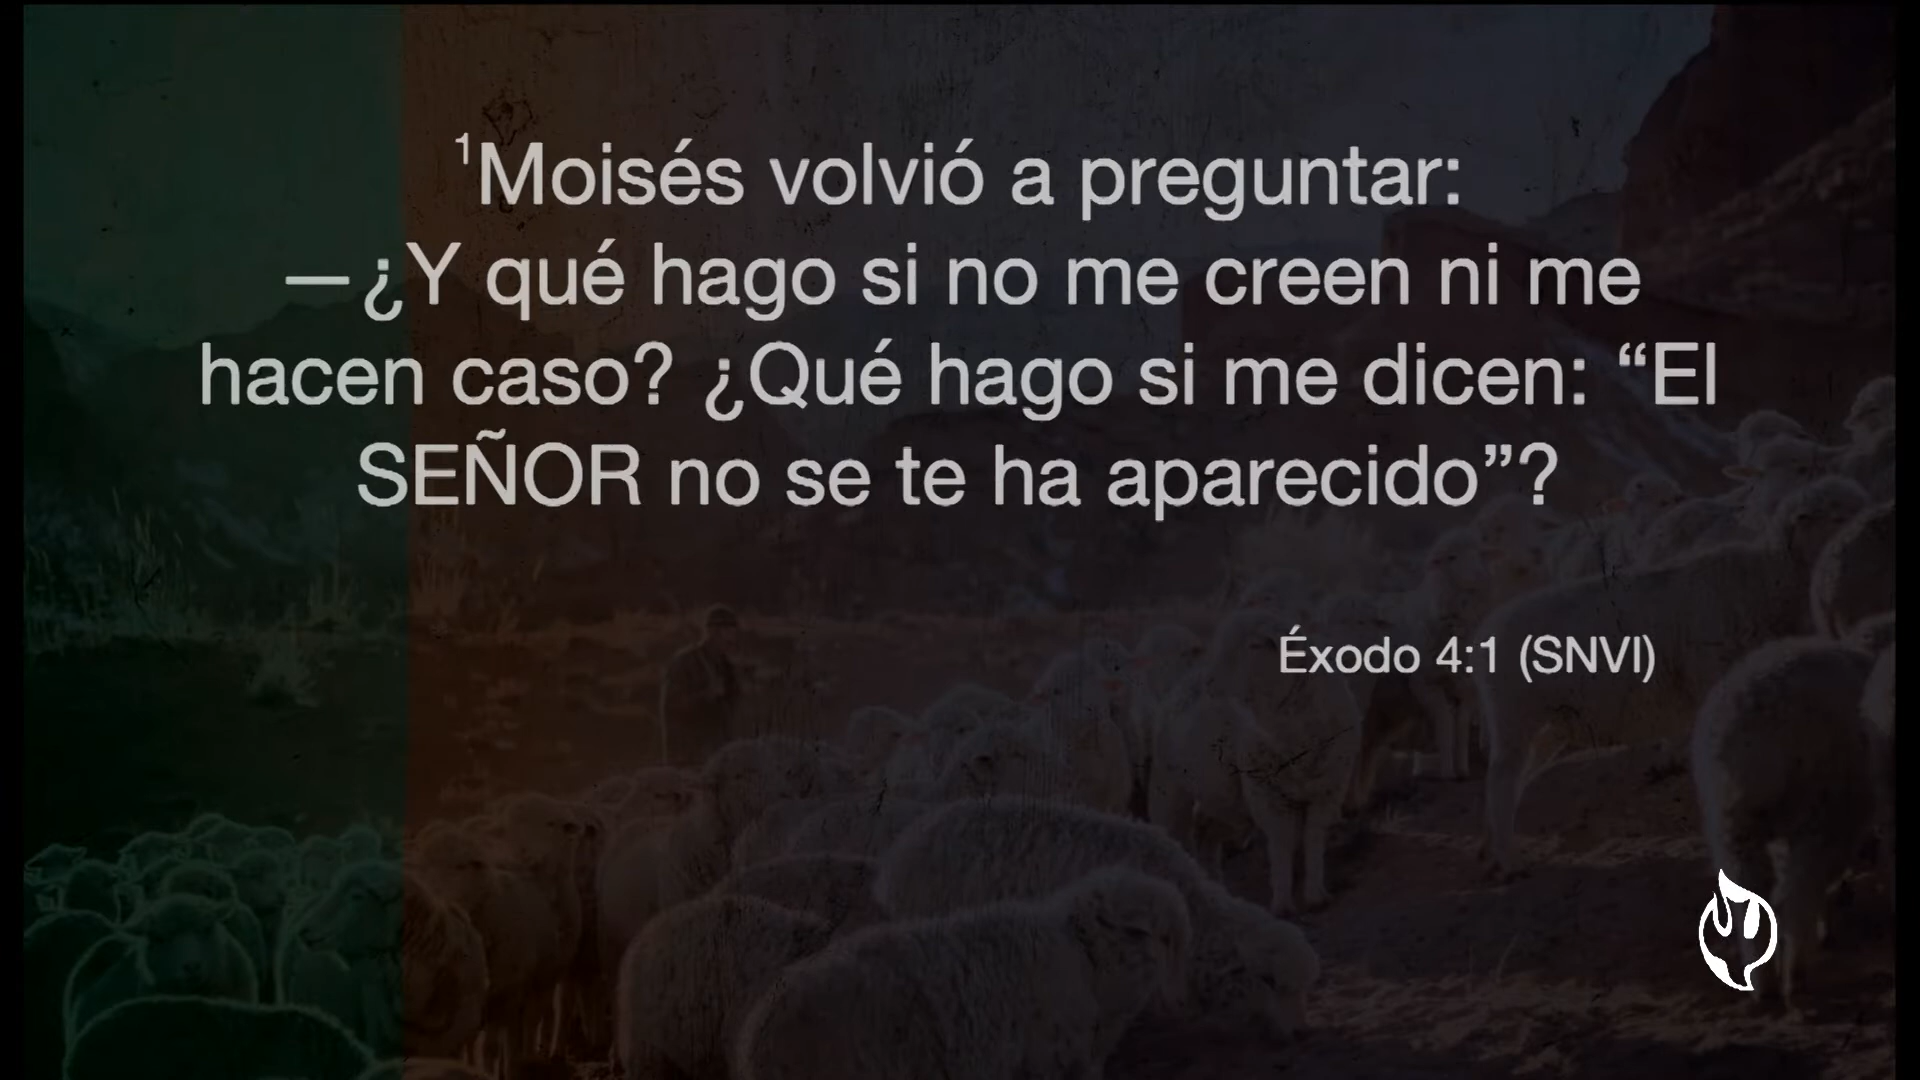 ¹Moisés volvió a preguntar:
—¿Y qué hago si no me creen ni me
hacen caso? ¿Qué hago si me dicen: “El
SEÑOR no se te ha aparecido”?
Éxodo 4:1 (SNVI)